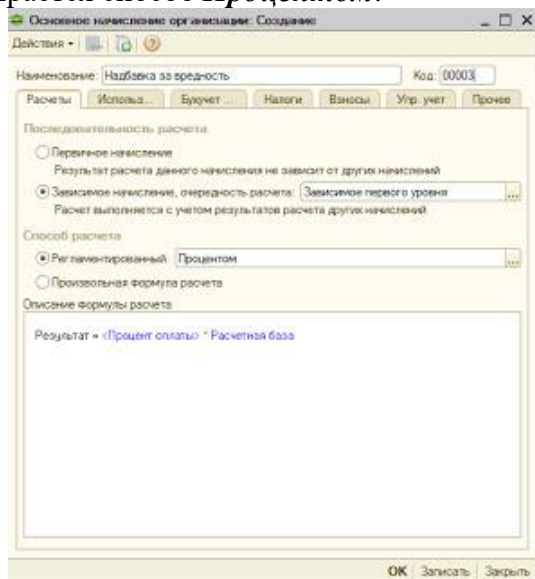 Процентом.
Основное начисление организации: Создание
Действия
Наименование: Надбавка за вредность Код: 00003
Расчеты Использ... Бухучет ... Налоги Взносы Упр. учет Прочее
Последовательность расчета
Первичное начисление
Результат расчета данного начисления не зависит от других начислений
Зависимое начисление, очередность расчета: Зависимое первого уровня ...
Расчет выполняется с учетом результатов расчета других начислений
Способ расчета
Регламентированный Процентом ...
Произвольная формула расчета
Описание формулы расчета
Результат = <Процент оплаты> * Расчетная база
OK Записать Закрыть